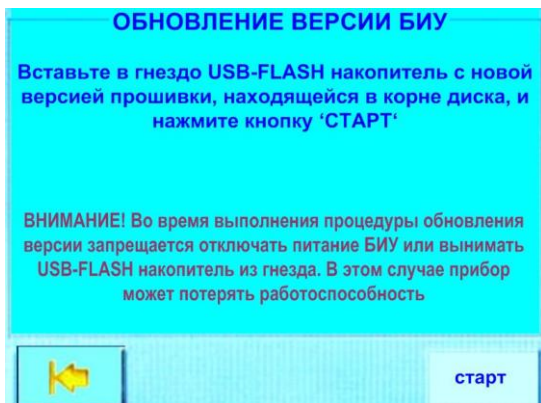 ОБНОВЛЕНИЕ ВЕРСИИ БИУ
Вставьте в гнездо USB-FLASH накопитель с новой
версией прошивки, находящейся в корне диска, и
нажмите кнопку ‘СТАРТ‘
ВНИМАНИЕ! Во время выполнения процедуры обновления
версии запрещается отключать питание БИУ или вынимать
USB-FLASH накопитель из гнезда. В этом случае прибор
может потерять работоспособность
старт